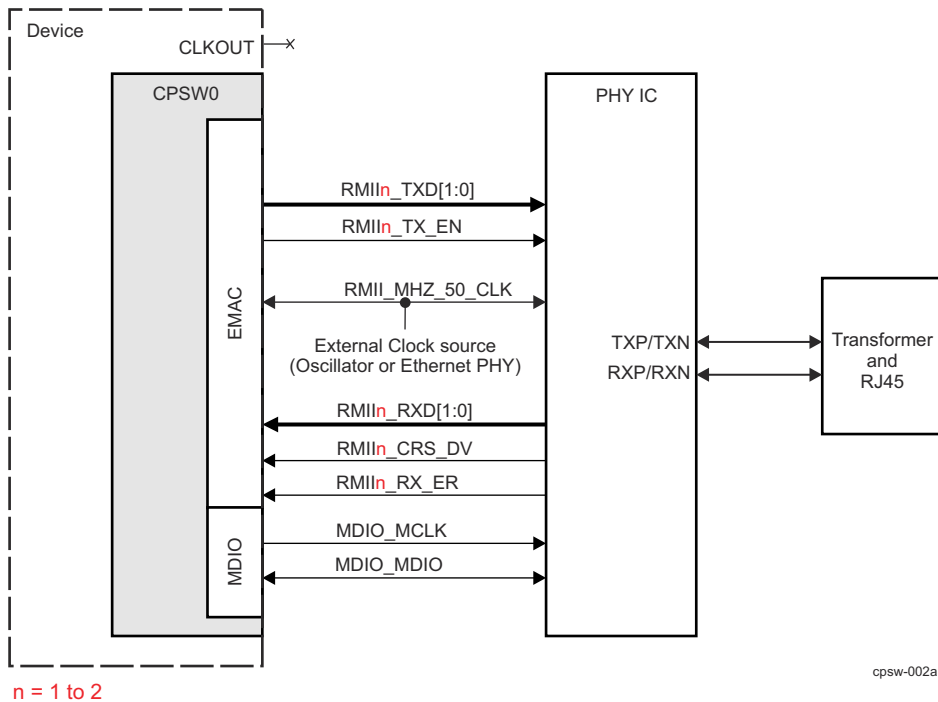 Device
CLKOUT
CPSW0
PHY IC
RMIIn_TXD[1:0]
RMIIn_TX_EN
RMII_MHZ_50_CLK
EMAC
External Clock source
(Oscillator or Ethernet PHY)
TXP/TXN
RXP/RXN
Transformer
and
RJ45
RMIIn_RXD[1:0]
RMIIn_CRS_DV
RMIIn_RX_ER
MDIO_MCLK
MDIO
MDIO_MDIO
cpsw-002a
n = 1 to 2